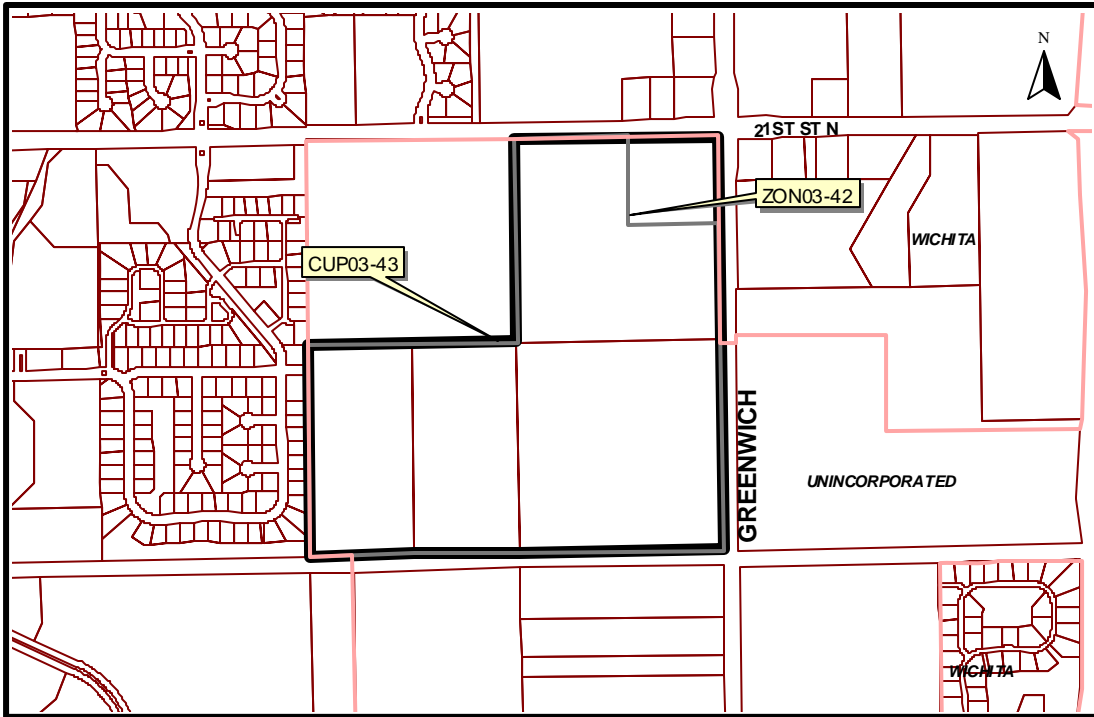 N
21ST ST N
ZON03-42
WICHITA
CUP03-43
GREENWICH
UNINCORPORATED
WICHITA